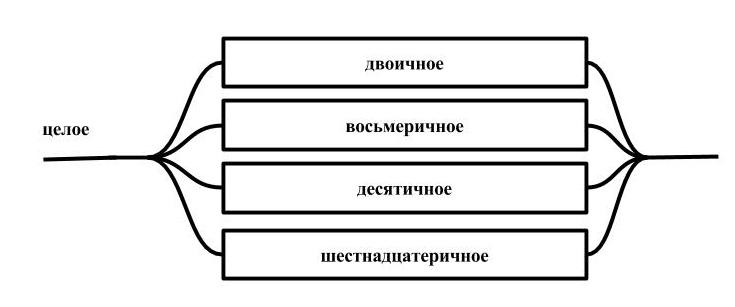 двоичное
целое
восьмеричное
десятичное
шестнадцатеричное